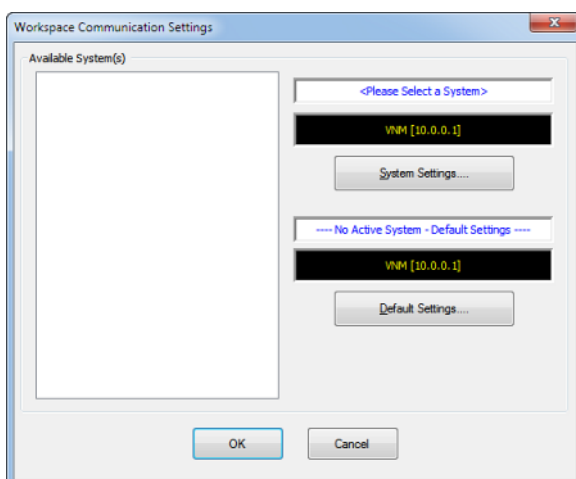 Workspace Communication Settings
Available System(s)
<Please Select a System>
VNM [10.0.0.1]
System Settings....
---- No Active System - Default Settings ----
VNM [10.0.0.1]
Default Settings....
OK
Cancel